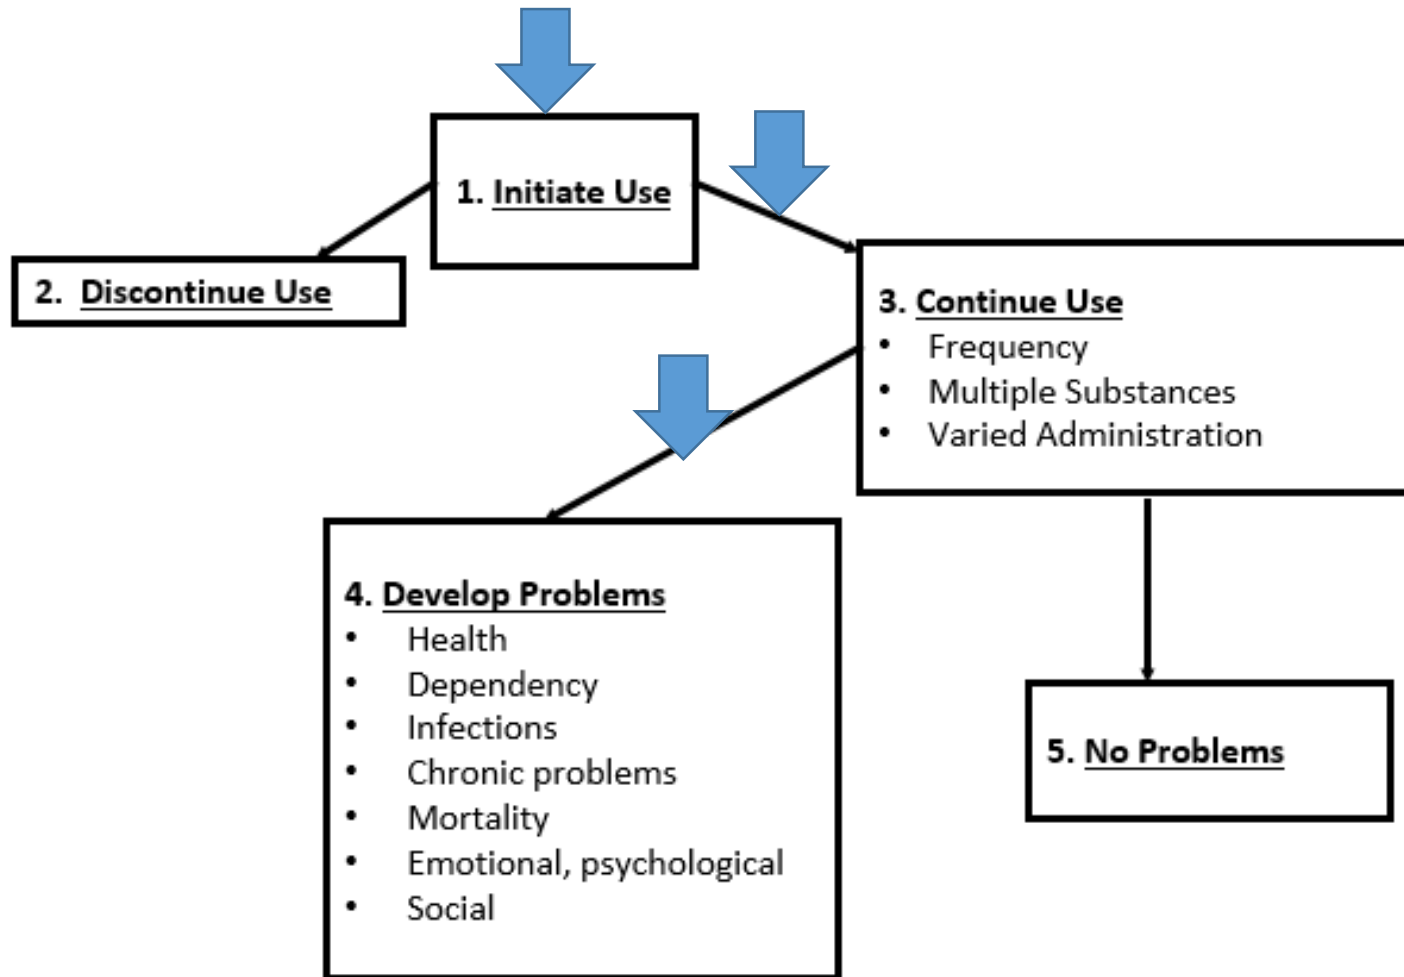 1. Initiate Use
2. Discontinue Use
3. Continue Use
• Frequency
• Multiple Substances
• Varied Administration
4. Develop Problems
• Health
• Dependency
• Infections
• Chronic problems
• Mortality
• Emotional, psychological
• Social
5. No Problems